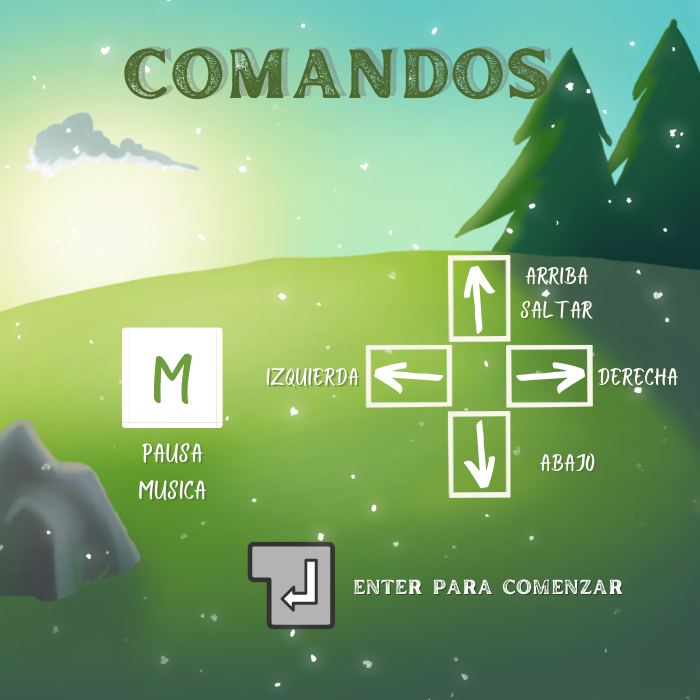 COMANDOS
ARRIBA
SALTAR
M
IZQUIERDA
DERECHA
PAUSA
MUSICA
ABAJO
ENTER PARA COMENZAR